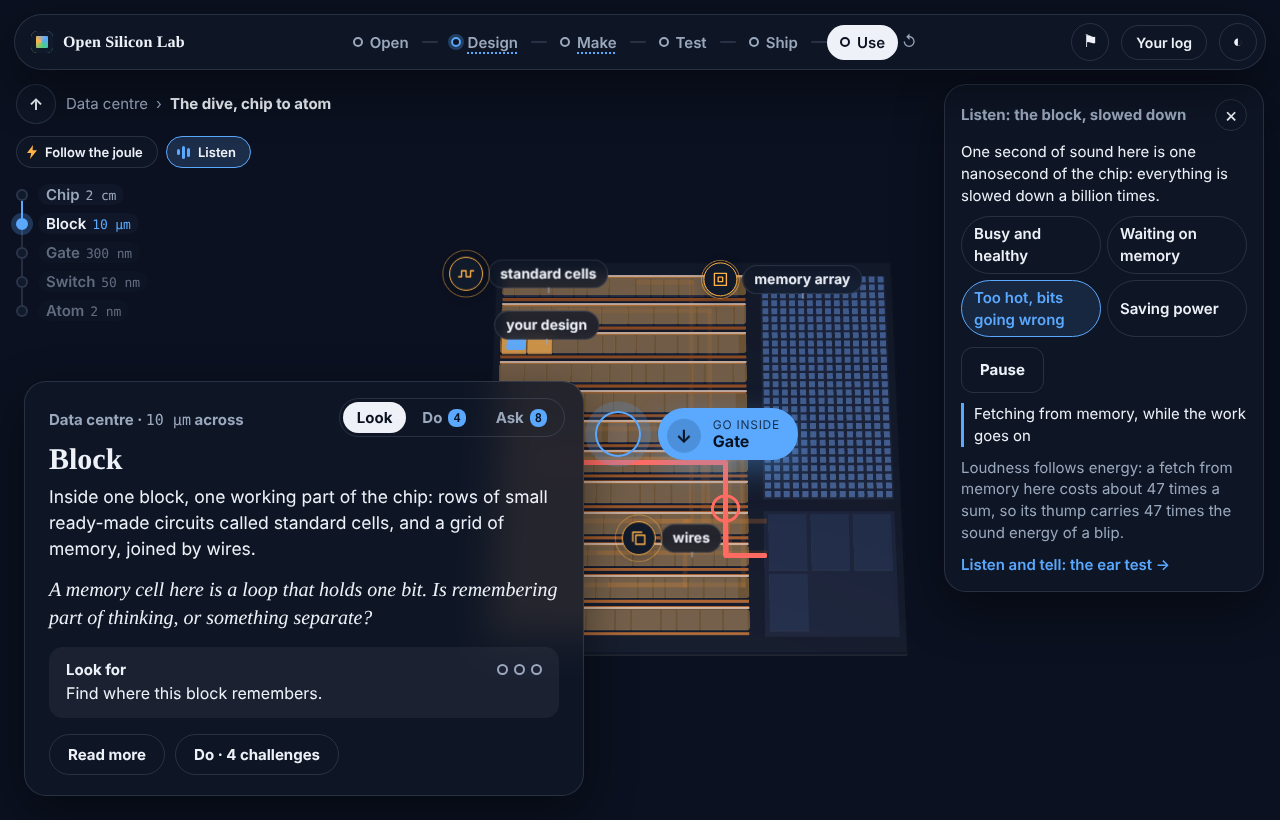 Open Silicon Lab
Open
Design
Make
Test
Ship
Use
Your log
Data centre › The dive, chip to atom
Follow the joule
Listen
Chip 2 cm
Block 10 µm
Gate 300 nm
Switch 50 nm
Atom 2 nm
standard cells
memory array
your design
GO INSIDE
Gate
wires
Data centre · 10 µm across
Look
Do 4
Ask 8
Block
Inside one block, one working part of the chip: rows of small
ready-made circuits called standard cells, and a grid of
memory, joined by wires.
A memory cell here is a loop that holds one bit. Is remembering
part of thinking, or something separate?
Look for
Find where this block remembers.
Read more
Do · 4 challenges
Listen: the block, slowed down
One second of sound here is one
nanosecond of the chip: everything is
slowed down a billion times.
Busy and
healthy
Waiting on
memory
Too hot, bits
going wrong
Saving power
Pause
Fetching from memory, while the work
goes on
Loudness follows energy: a fetch from
memory here costs about 47 times a
sum, so its thump carries 47 times the
sound energy of a blip.
Listen and tell: the ear test →